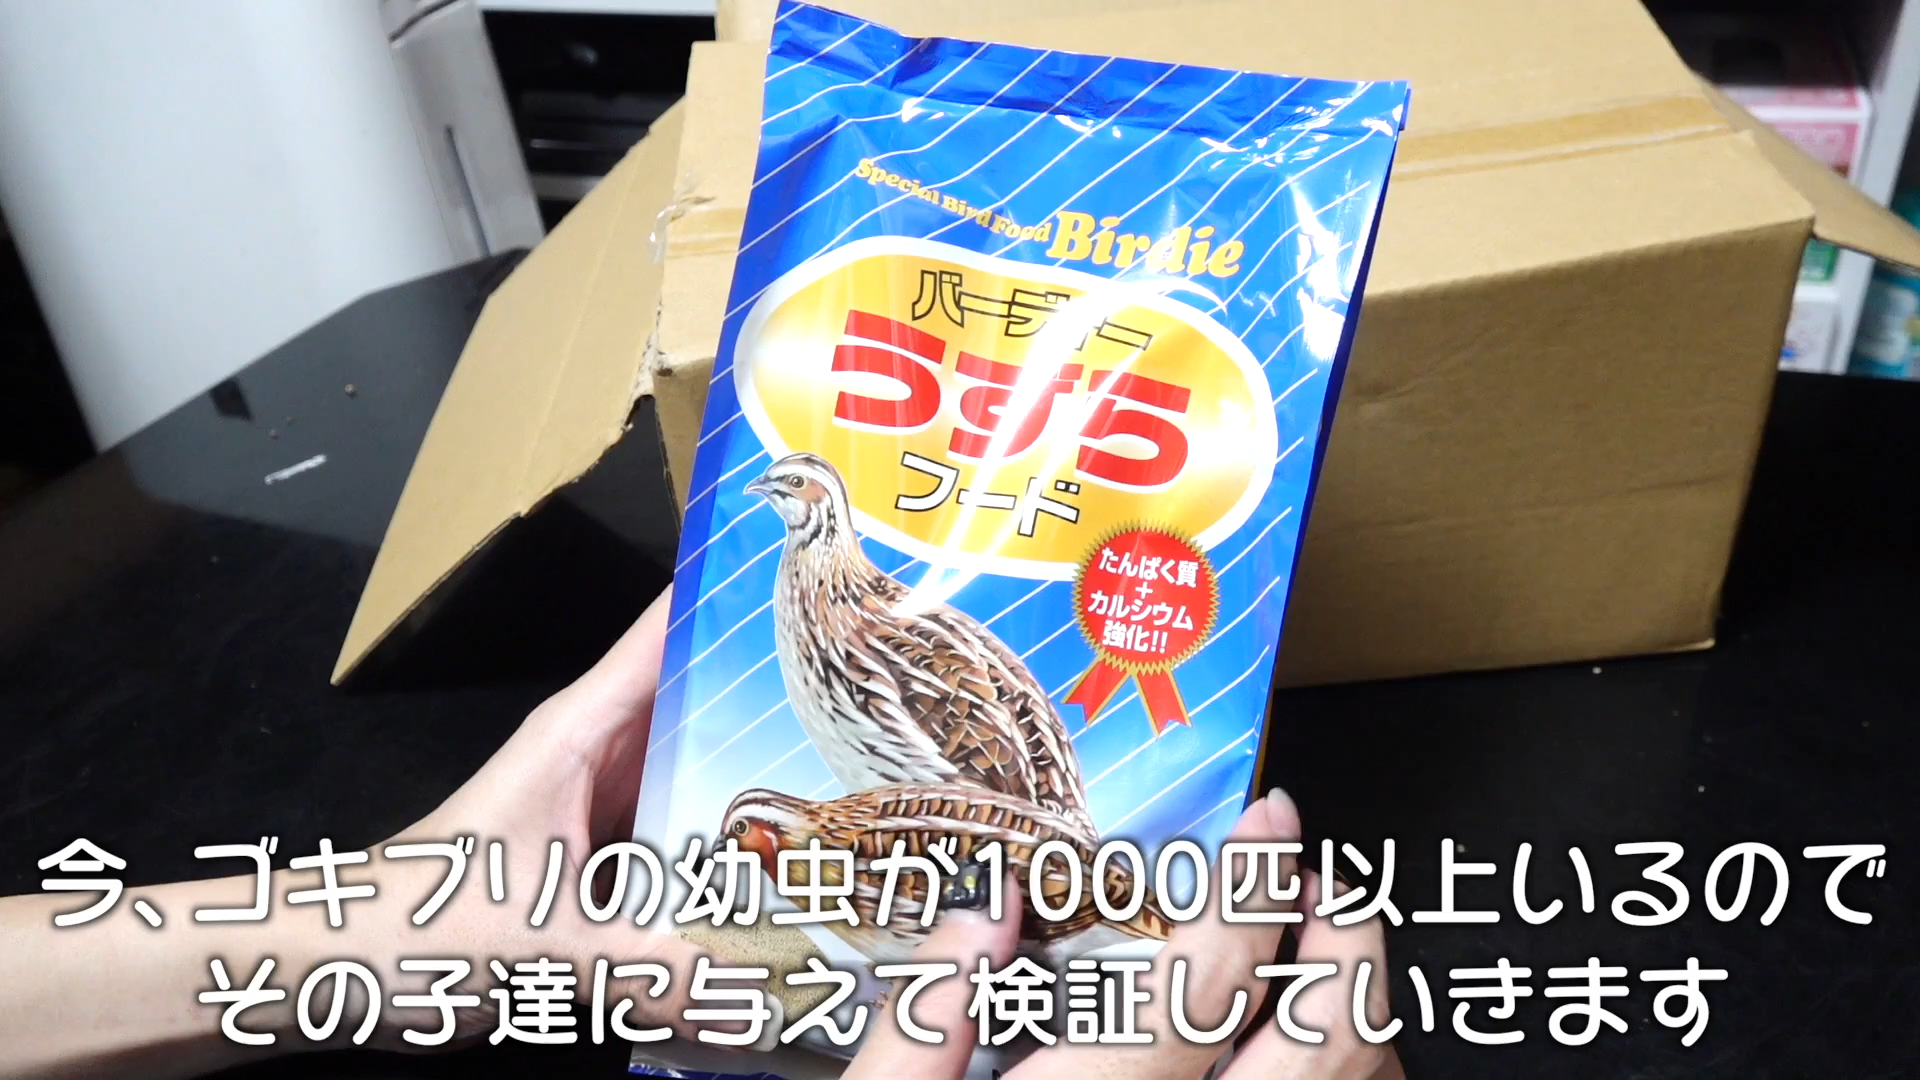 Special Bird Food Birdie
バーディー
うずら
フード
たんぱく質
+
カルシウム
強化!!
今、ゴキブリの幼虫が1000匹以上いるので
その子達に与えて検証していきます